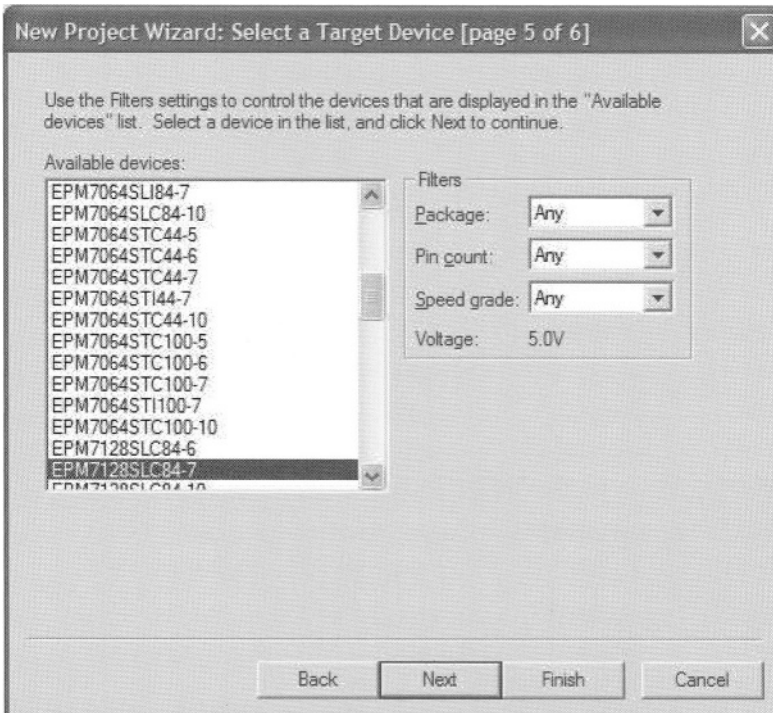 New Project Wizard: Select a Target Device [page 5 of 6]
Use the Filters settings to control the devices that are displayed in the "Available
devices" list. Select a device in the list, and click Next to continue.
Available devices:
EPM7064SLI84-7
EPM7064SLC84-10
EPM7064STC44-5
EPM7064STC44-6
EPM7064STC44-7
EPM7064STI44-7
EPM7064STC44-10
EPM7064STC100-5
EPM7064STC100-6
EPM7064STC100-7
EPM7064STI100-7
EPM7064STC100-10
EPM7128SLC84-6
EPM7128SLC84-7
EPM7128SLC84-10
Filters
Package: Any
Pin count: Any
Speed grade: Any
Voltage: 5.0V
Back Next Finish Cancel